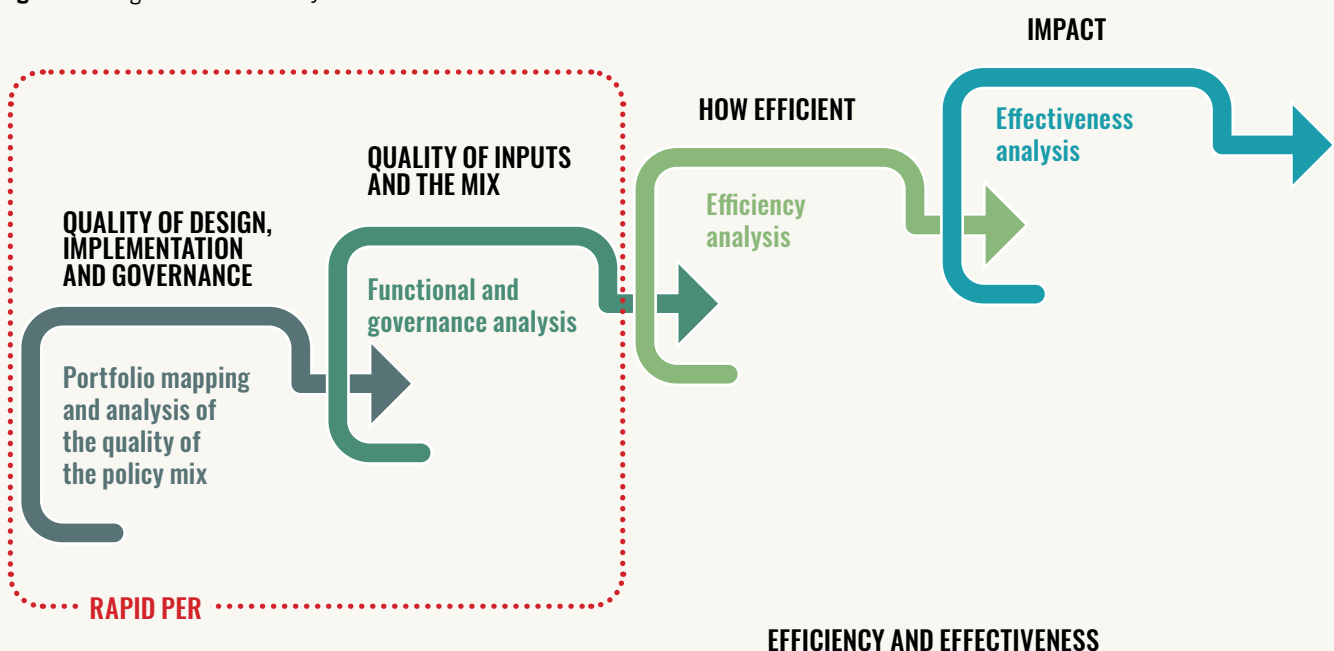 IMPACT
HOW EFFICIENT
Effectiveness
analysis
QUALITY OF INPUTS
AND THE MIX
Efficiency
analysis
QUALITY OF DESIGN,
IMPLEMENTATION
AND GOVERNANCE
Functional and
governance analysis
Portfolio mapping
and analysis of
the quality of
the policy mix
RAPID PER
EFFICIENCY AND EFFECTIVENESS